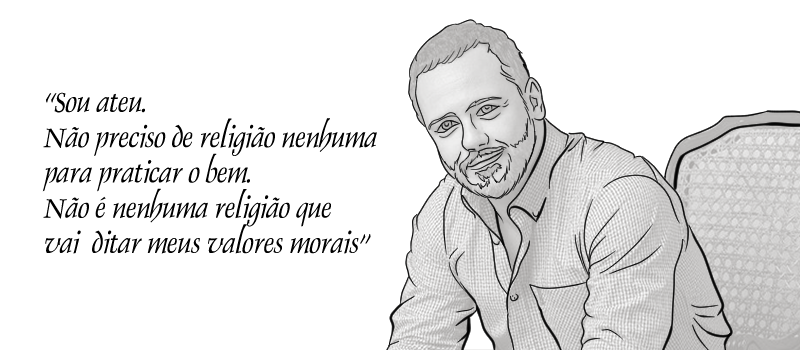 “Sou ateu.
Não preciso de religião nenhuma
para praticar o bem.
Não é nenhuma religião que
vai ditar meus valores morais”